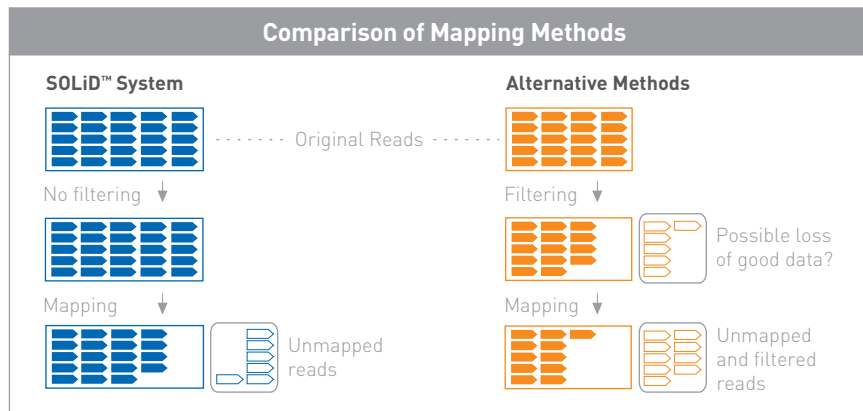 Comparison of Mapping Methods
SOLiD™ System
Alternative Methods
Original Reads
No filtering
Filtering
Possible loss
of good data?
Mapping
Mapping
Unmapped
reads
Unmapped
and filtered
reads